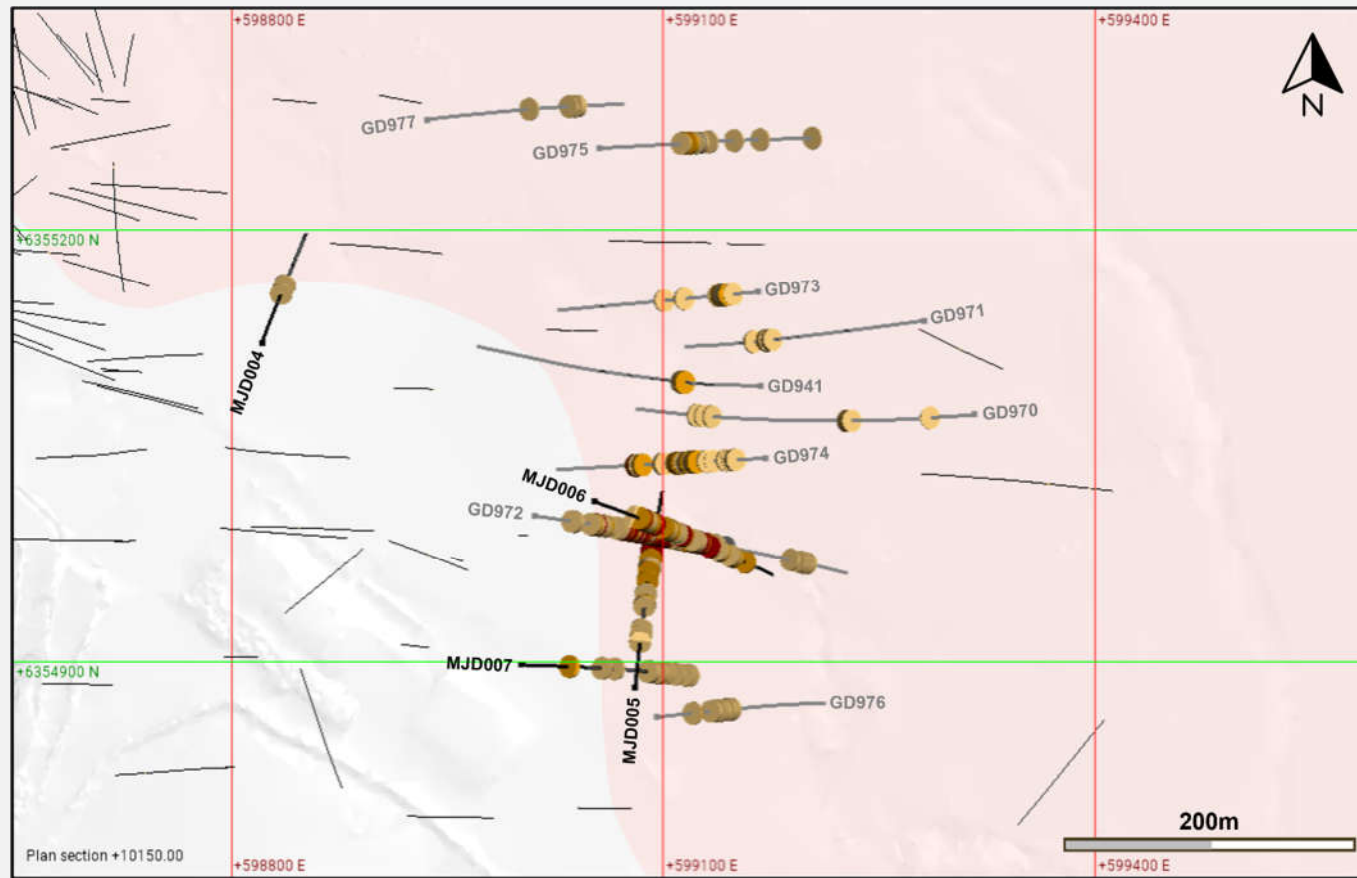 +598800 E
+599100 E
+599400 E
N
GD977
GD975
+6355200 N
GD973
GD971
MJD004
GD941
GD970
GD974
MJD006
GD972
MJD007
+6354900 N
GD976
MJD005
200m
Plan section +10150.00
+598800 E
+599100 E
+599400 E